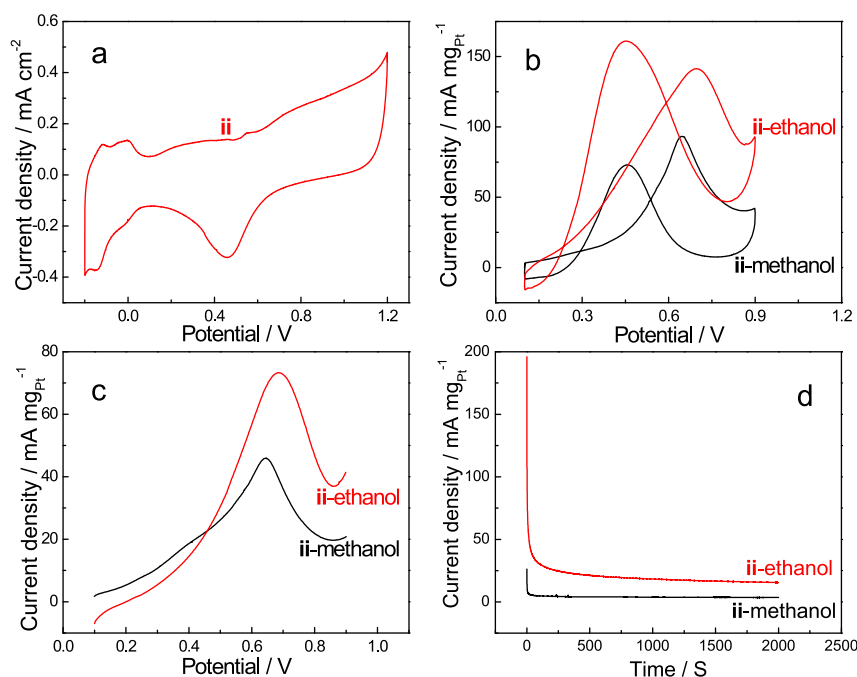 a
ii
Current density / mA cm-2
0.6
0.4
0.2
0.0
-0.2
-0.4
0.0
0.4
0.8
1.2
Potential / V
b
ii-ethanol
ii-methanol
Current density / mA mgPt-1
150
100
50
0
0.0
0.3
0.6
0.9
1.2
Potential / V
c
ii-ethanol
ii-methanol
Current density / mA mgPt-1
80
60
40
20
0
0.0
0.2
0.4
0.6
0.8
1.0
Potential / V
d
ii-ethanol
ii-methanol
Current density / mA mgPt-1
200
150
100
50
0
0
500
1000
1500
2000
2500
Time / S